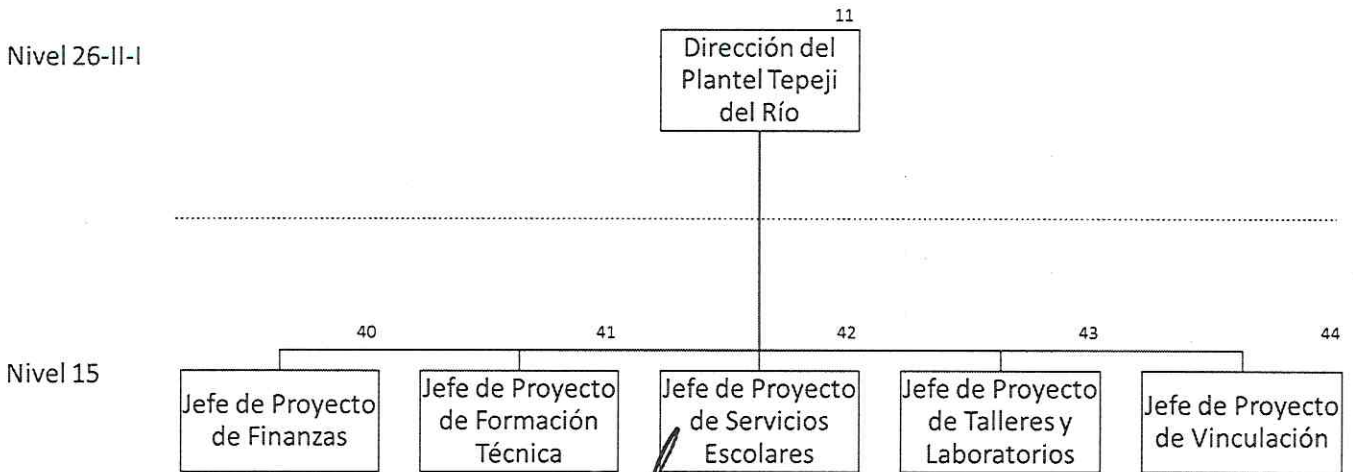 11
Nivel 26-II-I
Dirección del
Plantel Tepeji
del Río
40
41
42
43
44
Nivel 15
Jefe de Proyecto
de Finanzas
Jefe de Proyecto
de Formación
Técnica
Jefe de Proyecto
de Servicios
Escolares
Jefe de Proyecto
de Talleres y
Laboratorios
Jefe de Proyecto
de Vinculación